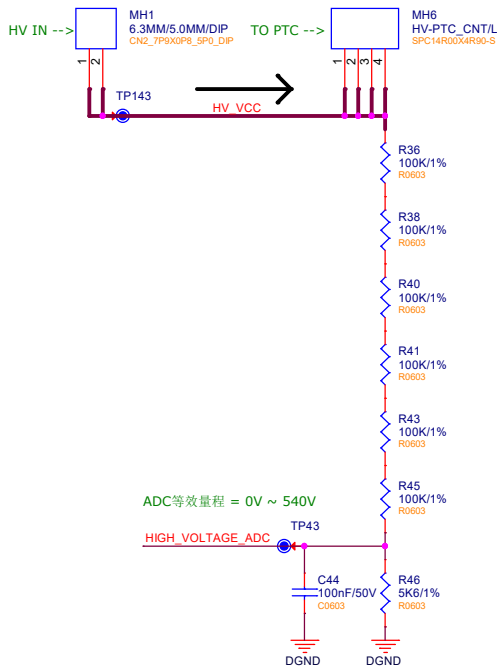 MH1
6.3MM/5.0MM/DIP
CN2_7P9X0P8_5P0_DIP
HV IN -->
1
2
MH6
HV-PTC_CNT/L
SPC14R00X4R90-S
TO PTC -->
1
2
3
4
TP143
HV_VCC
R36
100K/1%
R0603
R38
100K/1%
R0603
R40
100K/1%
R0603
R41
100K/1%
R0603
R43
100K/1%
R0603
R45
100K/1%
R0603
ADC等效量程 = 0V ~ 540V
TP43
HIGH_VOLTAGE_ADC
C44
100nF/50V
C0603
R46
5K6/1%
R0603
DGND
DGND